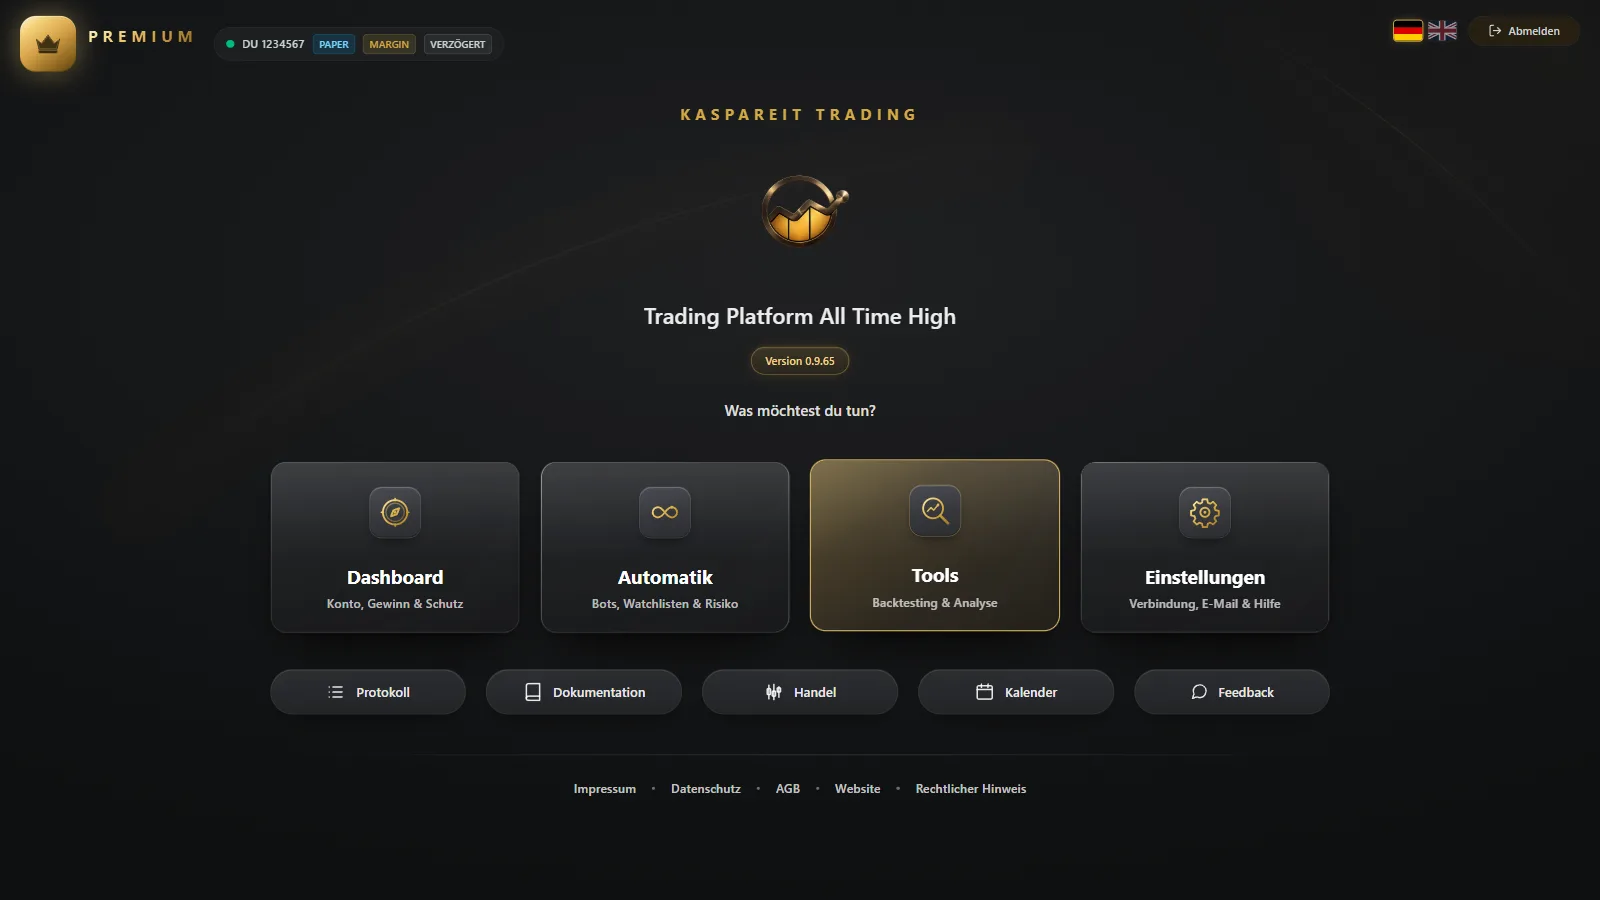 PREMIUM
DU 1234567 PAPER MARGIN VERZÖGERT
Abmelden
KASPAREIT TRADING
Trading Platform All Time High
Version 0.9.65
Was möchtest du tun?
Dashboard
Konto, Gewinn & Schutz
Automatik
Bots, Watchlisten & Risiko
Tools
Backtesting & Analyse
Einstellungen
Verbindung, E-Mail & Hilfe
Protokoll
Dokumentation
Handel
Kalender
Feedback
Impressum • Datenschutz • AGB • Website • Rechtlicher Hinweis